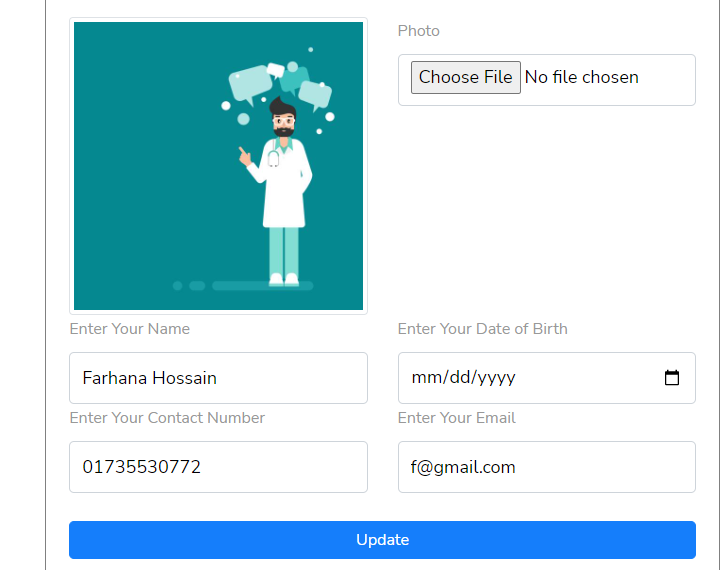 Photo
Choose File No file chosen
Enter Your Name
Enter Your Date of Birth
Farhana Hossain
mm/dd/yyyy
Enter Your Contact Number
Enter Your Email
01735530772
f@gmail.com
Update